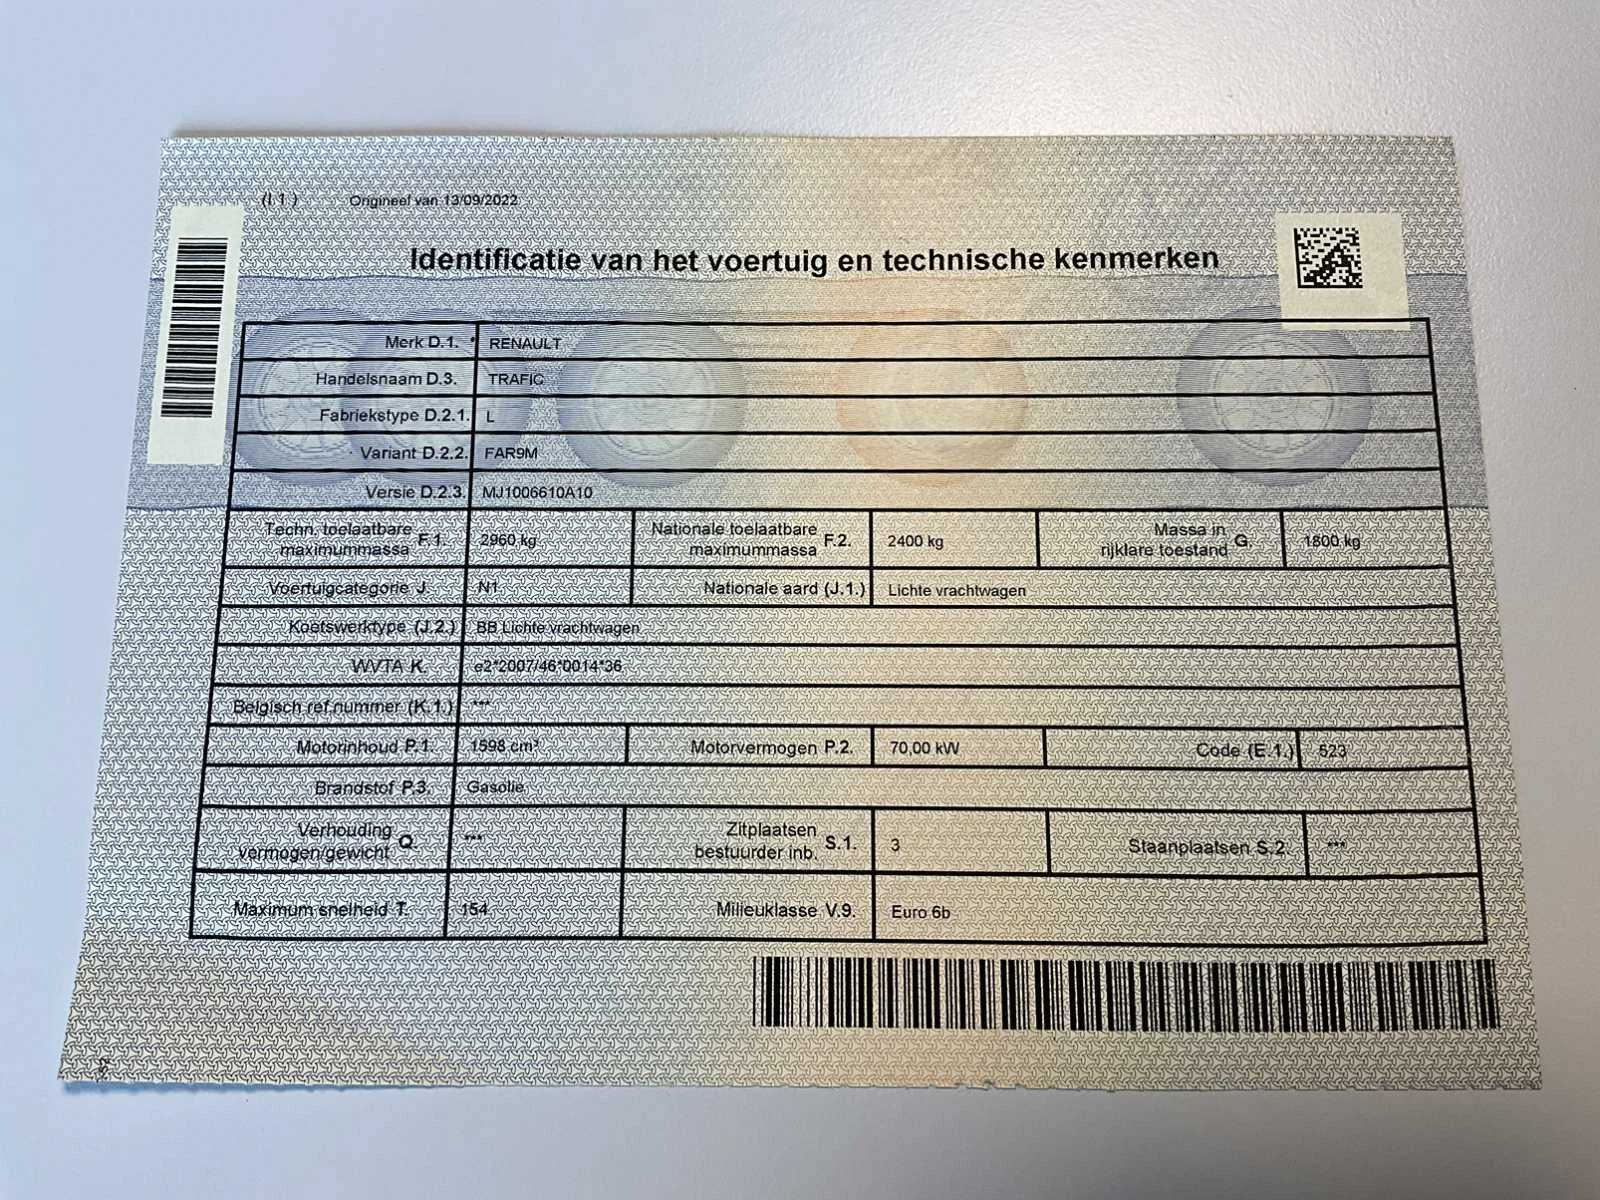 (I.1) Origineel van 13/09/2022
Identificatie van het voertuig en technische kenmerken
Merk D.1. RENAULT
Handelsnaam D.3. TRAFIC
Fabriekstype D.2.1. L
Variant D.2.2. FAR9M
Versie D.2.3. MJ1006610A10
Techn. toelaatbare maximummassa F.1. 2960 kg Nationale toelaatbare maximummassa F.2. 2400 kg Massa in rijklare toestand G. 1800 kg
Voertuigcategorie J. N1 Nationale aard (J.1.) Lichte vrachtwagen
Koetswerktype (J.2.) BB Lichte vrachtwagen
WVTA K. e2*2007/46*0014*36
Belgisch ref.nummer (K.1.) ***
Motorinhoud P.1. 1598 cm³ Motorvermogen P.2. 70,00 kW Code (E.1.) 523
Brandstof P.3. Gasolie
Verhouding vermogen/gewicht Q. *** Zitplaatsen bestuurder inb. S.1. 3 Staanplaatsen S.2. ***
Maximum snelheid T. 154 Milieuklasse V.9. Euro 6b